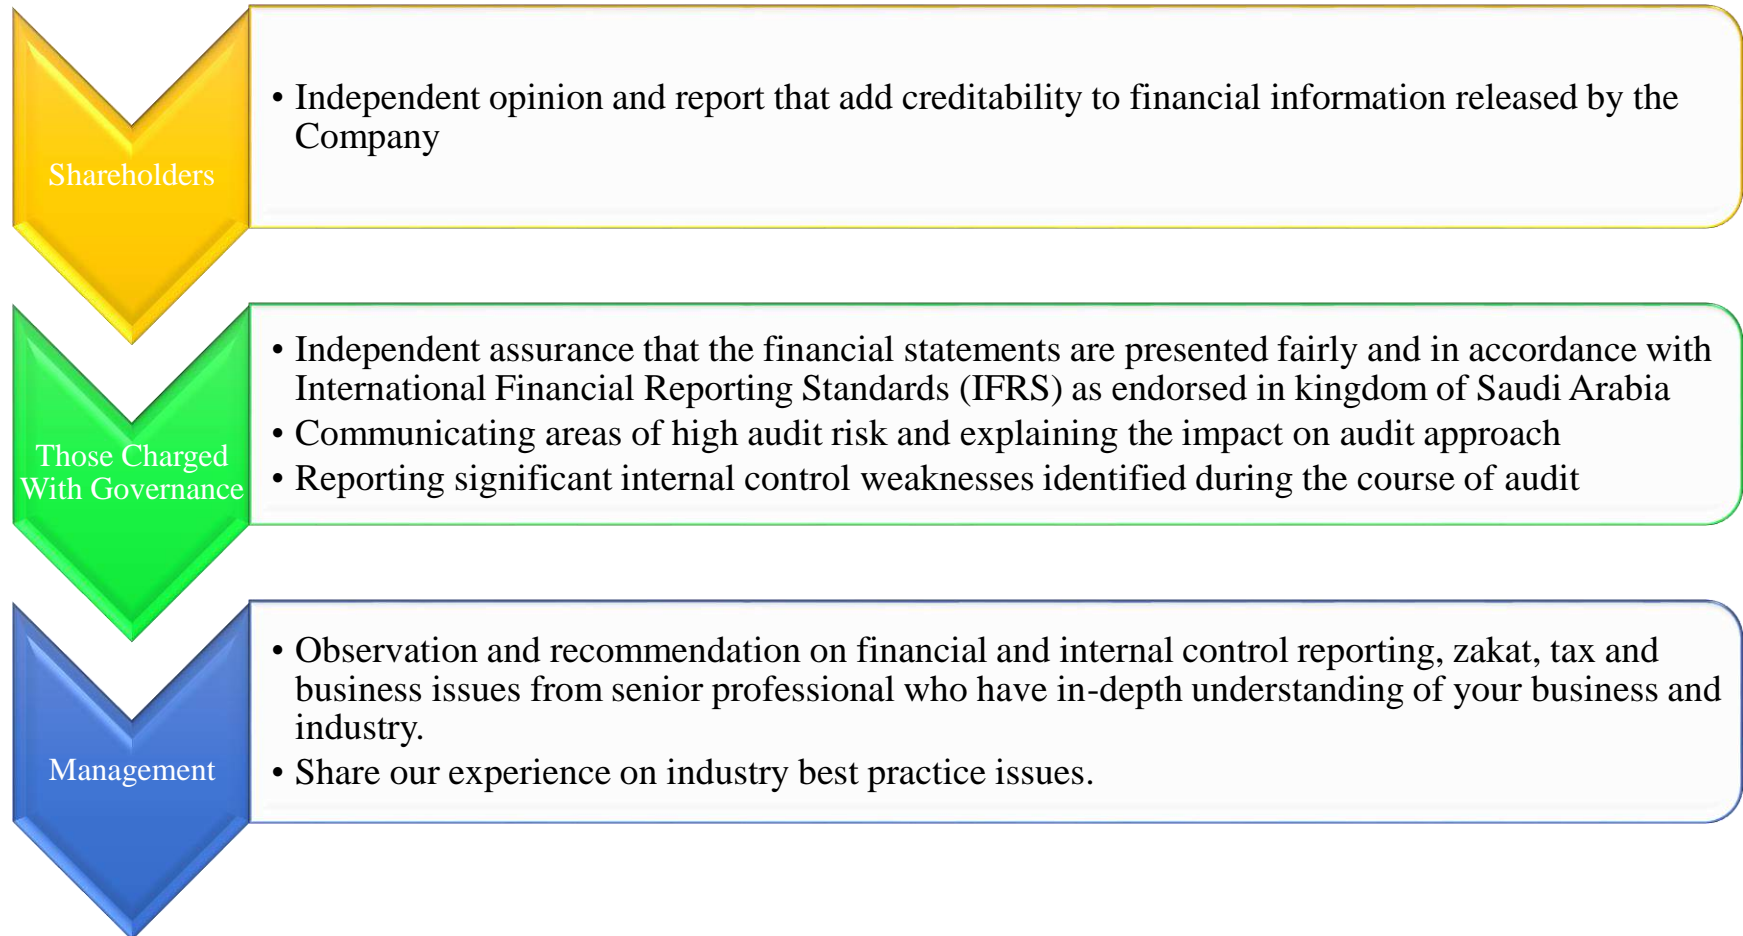 Shareholders
• Independent opinion and report that add creditability to financial information released by the
Company
Those Charged
With Governance
• Independent assurance that the financial statements are presented fairly and in accordance with
International Financial Reporting Standards (IFRS) as endorsed in kingdom of Saudi Arabia
• Communicating areas of high audit risk and explaining the impact on audit approach
• Reporting significant internal control weaknesses identified during the course of audit
Management
• Observation and recommendation on financial and internal control reporting, zakat, tax and
business issues from senior professional who have in-depth understanding of your business and
industry.
• Share our experience on industry best practice issues.